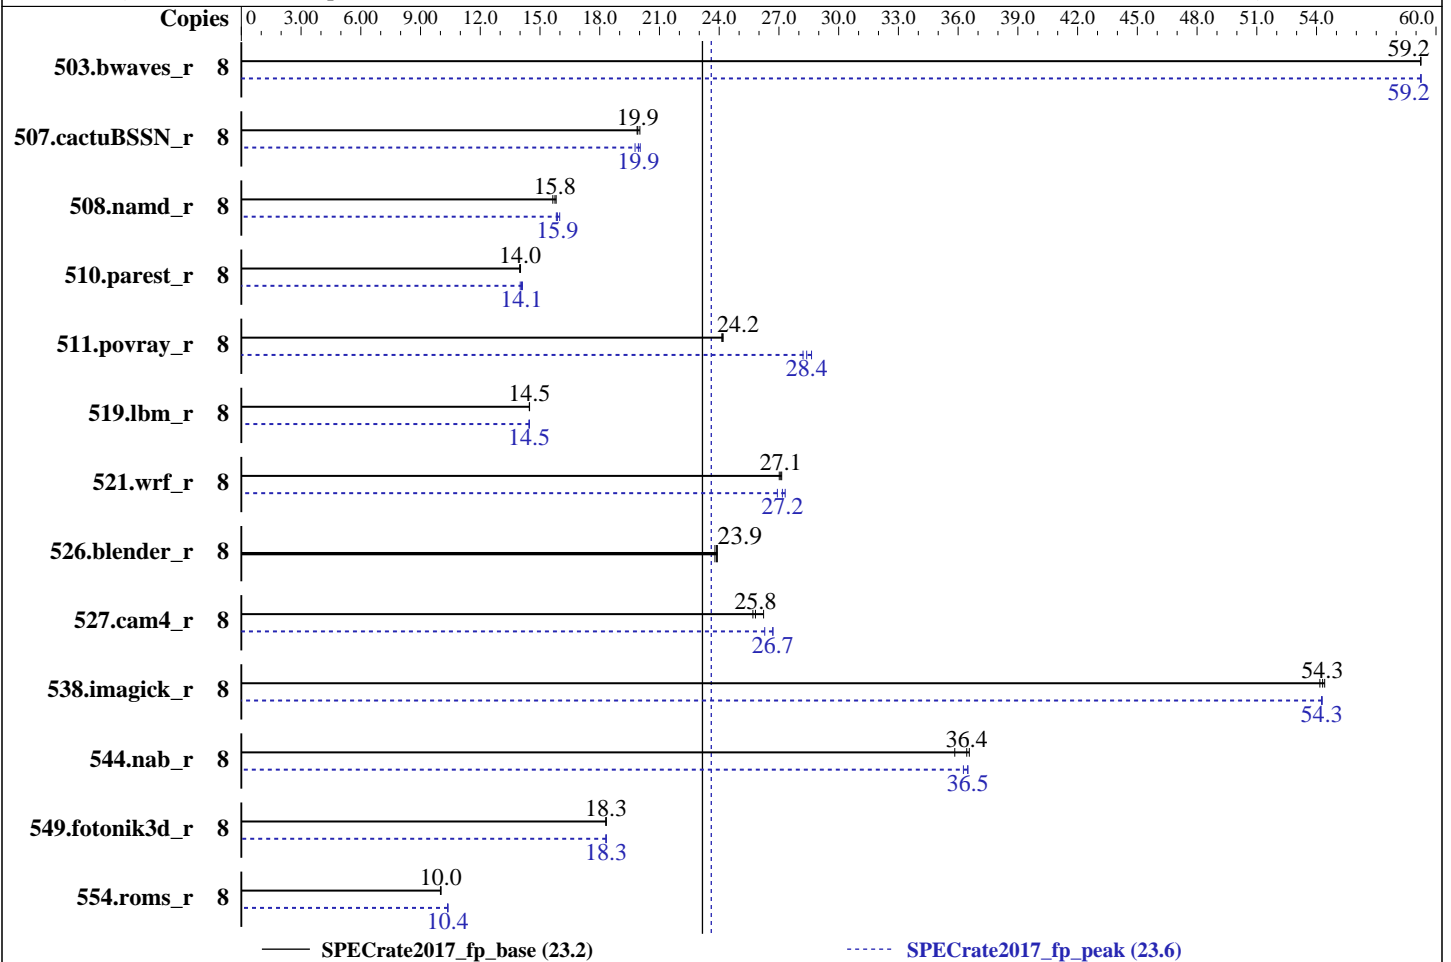 Copies 0 3.00 6.00 9.00 12.0 15.0 18.0 21.0 24.0 27.0 30.0 33.0 36.0 39.0 42.0 45.0 48.0 51.0 54.0 60.0
59.2
503.bwaves_r 8
59.2
19.9
507.cactuBSSN_r 8
19.9
15.8
508.namd_r 8
15.9
14.0
510.parest_r 8
14.1
24.2
511.povray_r 8
28.4
14.5
519.lbm_r 8
14.5
27.1
521.wrf_r 8
27.2
23.9
526.blender_r 8
25.8
527.cam4_r 8
26.7
54.3
538.imagick_r 8
54.3
36.4
544.nab_r 8
36.5
18.3
549.fotonik3d_r 8
18.3
10.0
554.roms_r 8
10.4
SPECrate2017_fp_base (23.2) SPECrate2017_fp_peak (23.6)